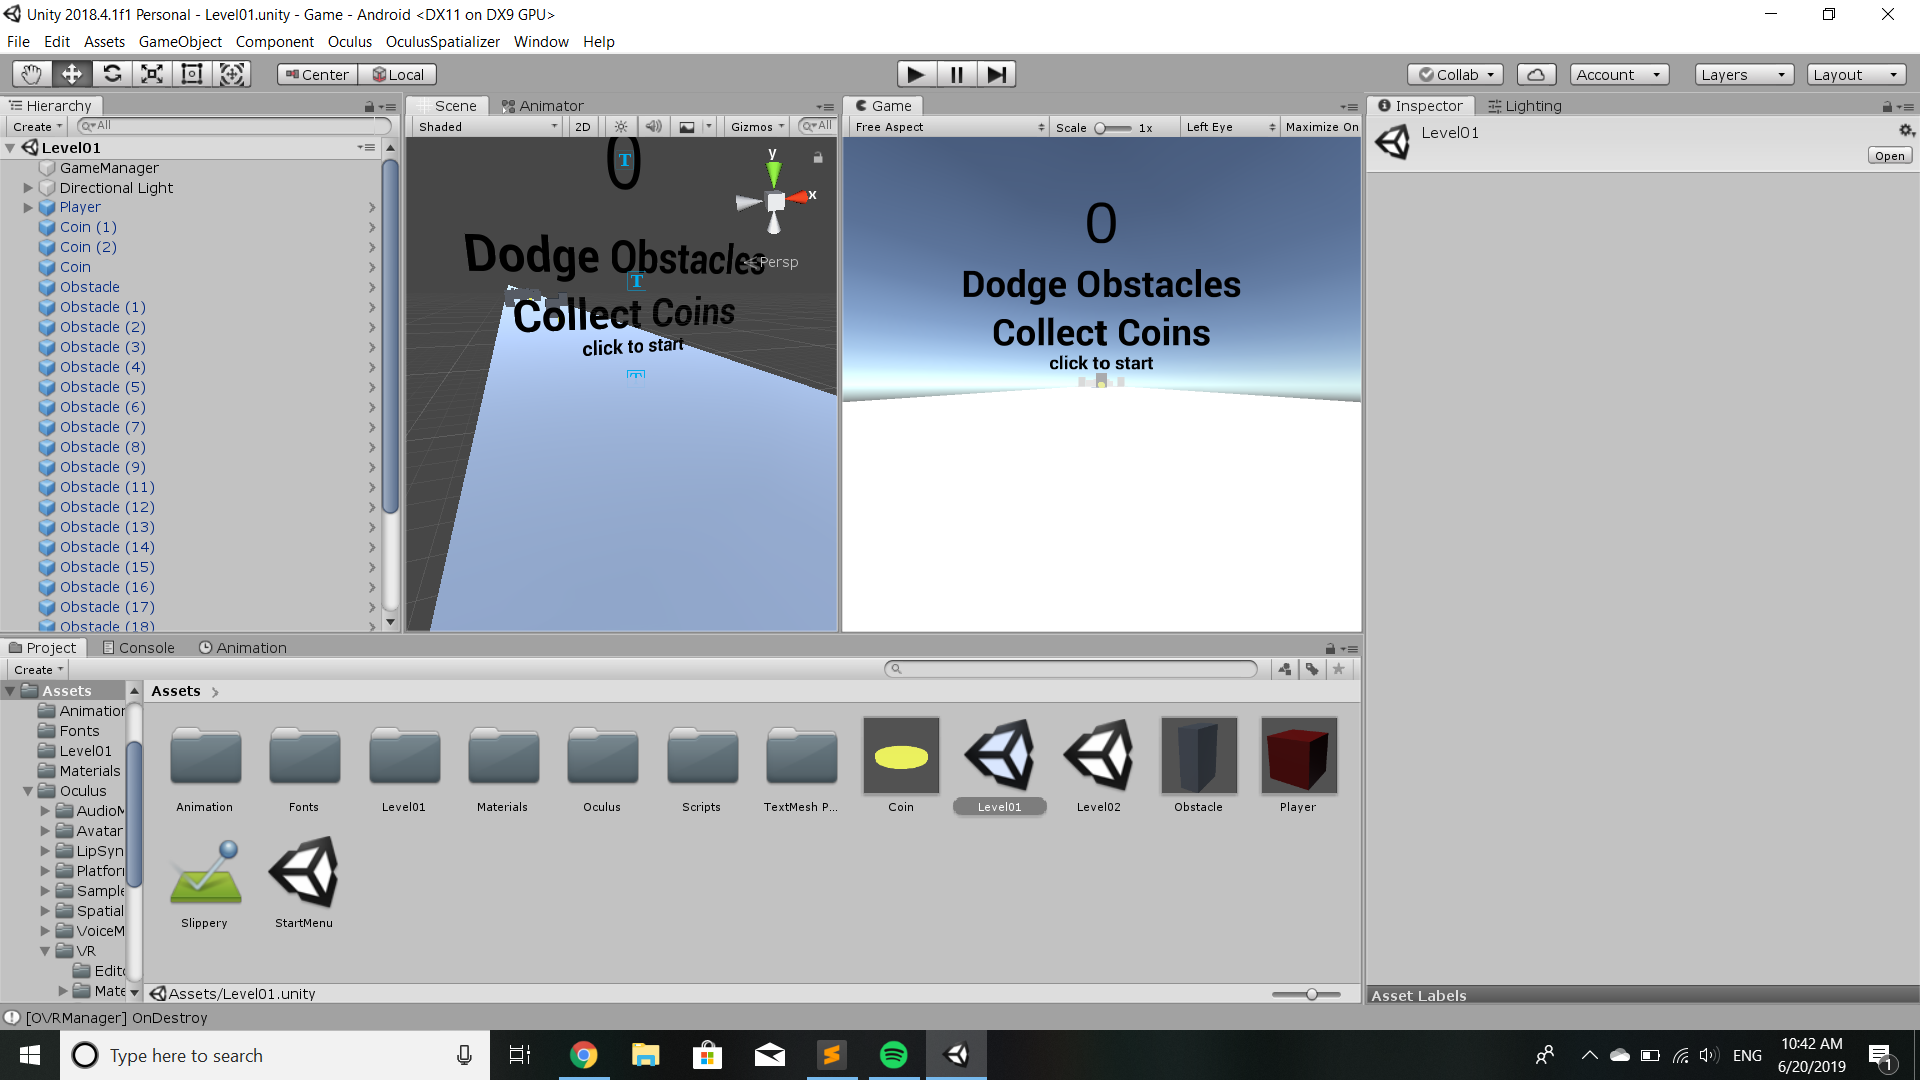 Unity 2018.4.1f1 Personal - Level01.unity - Game - Android <DX11 on DX9 GPU>
File Edit Assets GameObject Component Oculus OculusSpatializer Window Help
Center Local Collab Account Layers Layout
Hierarchy
Create All
Level01
GameManager
Directional Light
Player
Coin (1)
Coin (2)
Coin
Obstacle
Obstacle (1)
Obstacle (2)
Obstacle (3)
Obstacle (4)
Obstacle (5)
Obstacle (6)
Obstacle (7)
Obstacle (8)
Obstacle (9)
Obstacle (11)
Obstacle (12)
Obstacle (13)
Obstacle (14)
Obstacle (15)
Obstacle (16)
Obstacle (17)
Obstacle (18)
Scene Animator
Shaded 2D Gizmos All
0
T
y
x
Persp
Dodge Obstacles
T
Collect Coins
click to start
T
Game
Free Aspect Scale 1x Left Eye Maximize On
0
Dodge Obstacles
Collect Coins
click to start
Inspector Lighting
Level01
Open
Project Console Animation
Create
Assets
Animation
Fonts
Level01
Materials
Oculus
AudioM
Avatar
LipSyn
Platfor
Sample
Spatial
VoiceM
VR
Edito
Mate
Assets
Animation Fonts Level01 Materials Oculus Scripts TextMesh P... Coin Level01 Level02 Obstacle Player
Slippery StartMenu
Assets/Level01.unity
Asset Labels
[OVRManager] OnDestroy
Type here to search
ENG
10:42 AM
6/20/2019
1